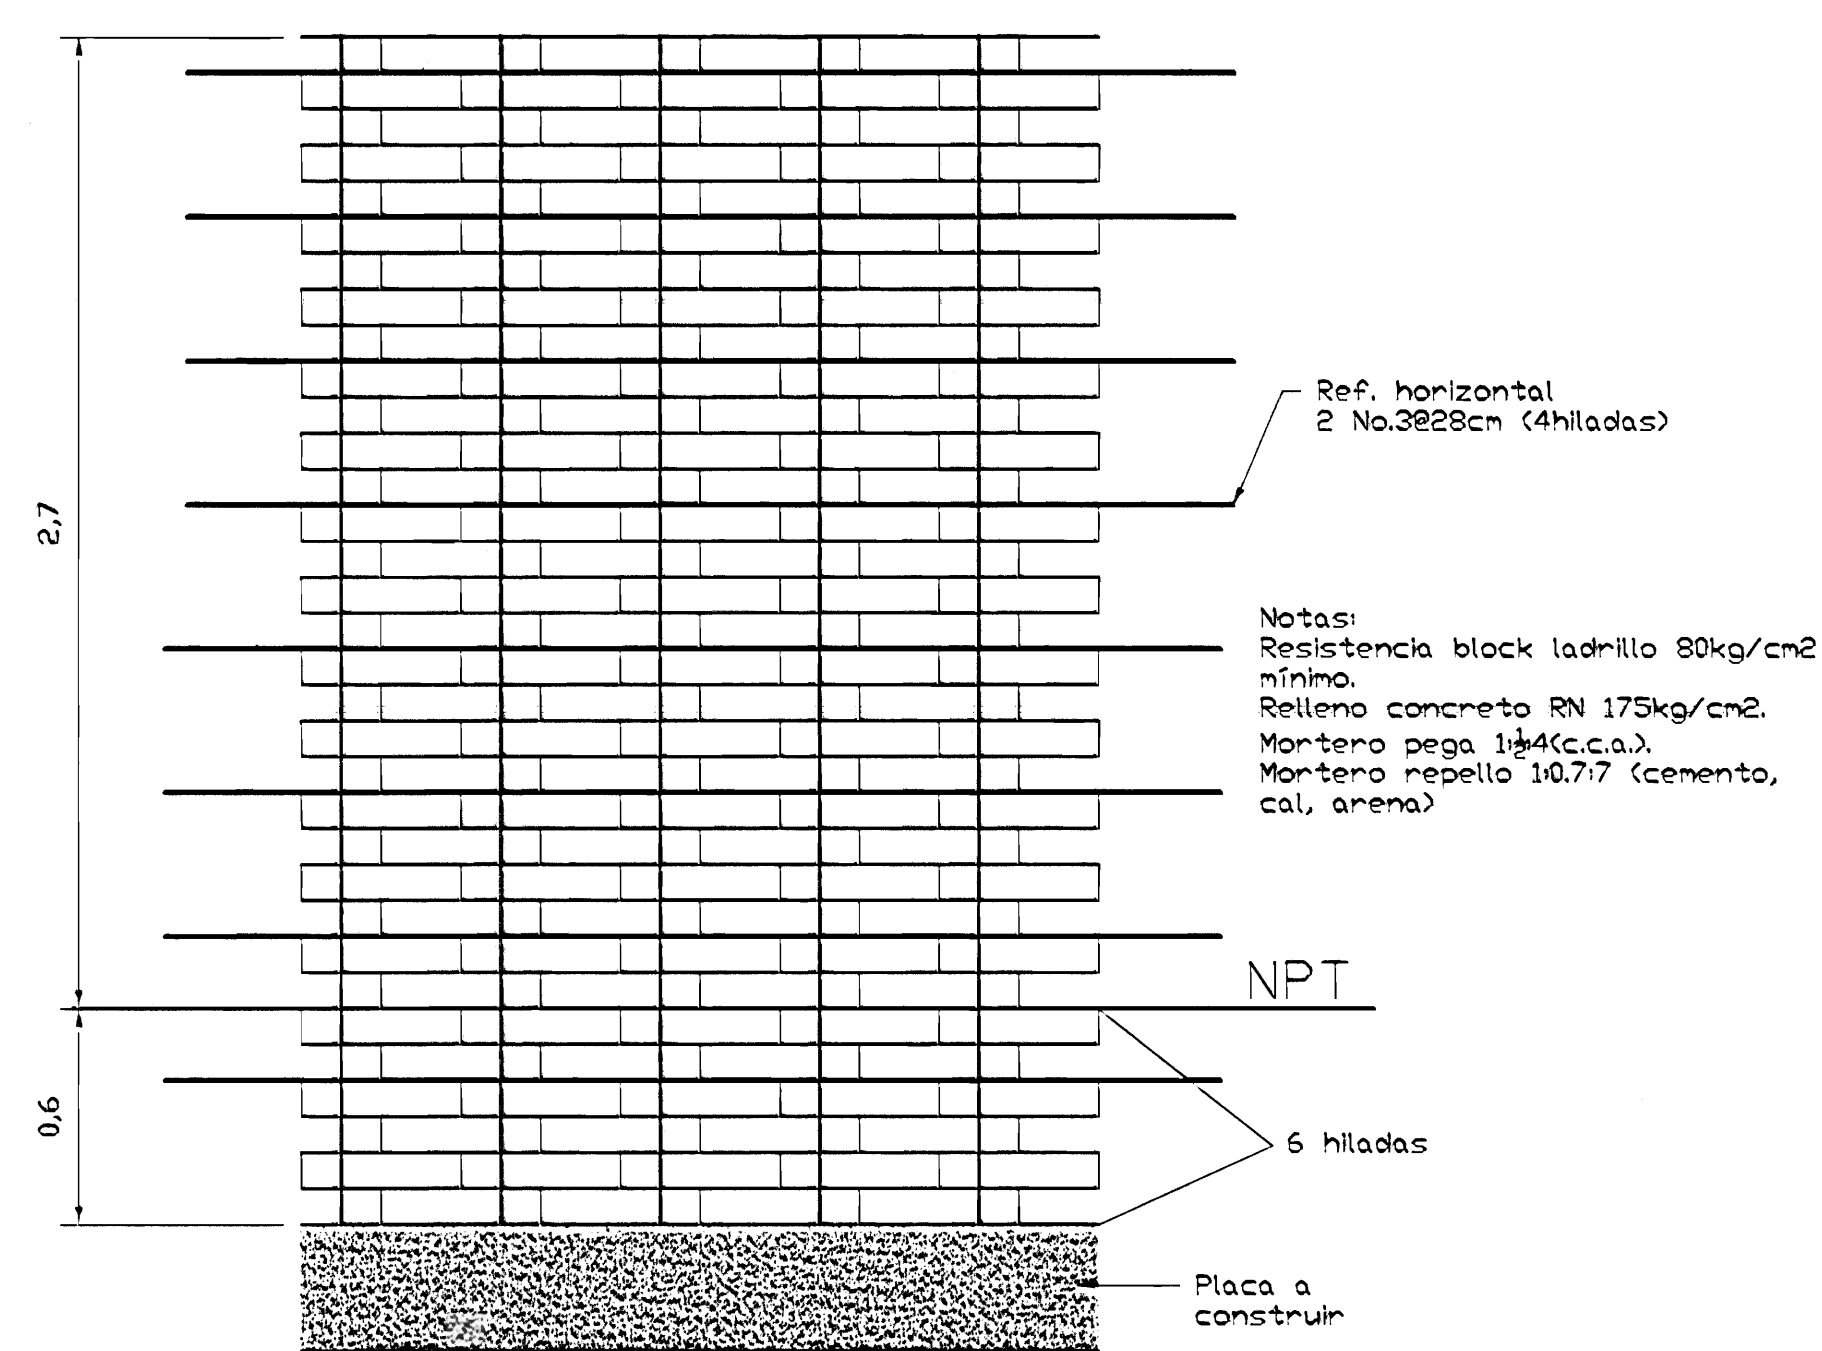 Ref. horizontal
2 No.3@28cm (4hiladas)
2,7
Notas:
Resistencia block ladrillo 80kg/cm2
mínimo.
Relleno concreto RN 175kg/cm2.
Mortero pega 1:½:4(c.c.a.).
Mortero repello 1:0.7:7 (cemento,
cal, arena)
NPT
0,6
6 hiladas
Placa a
construir